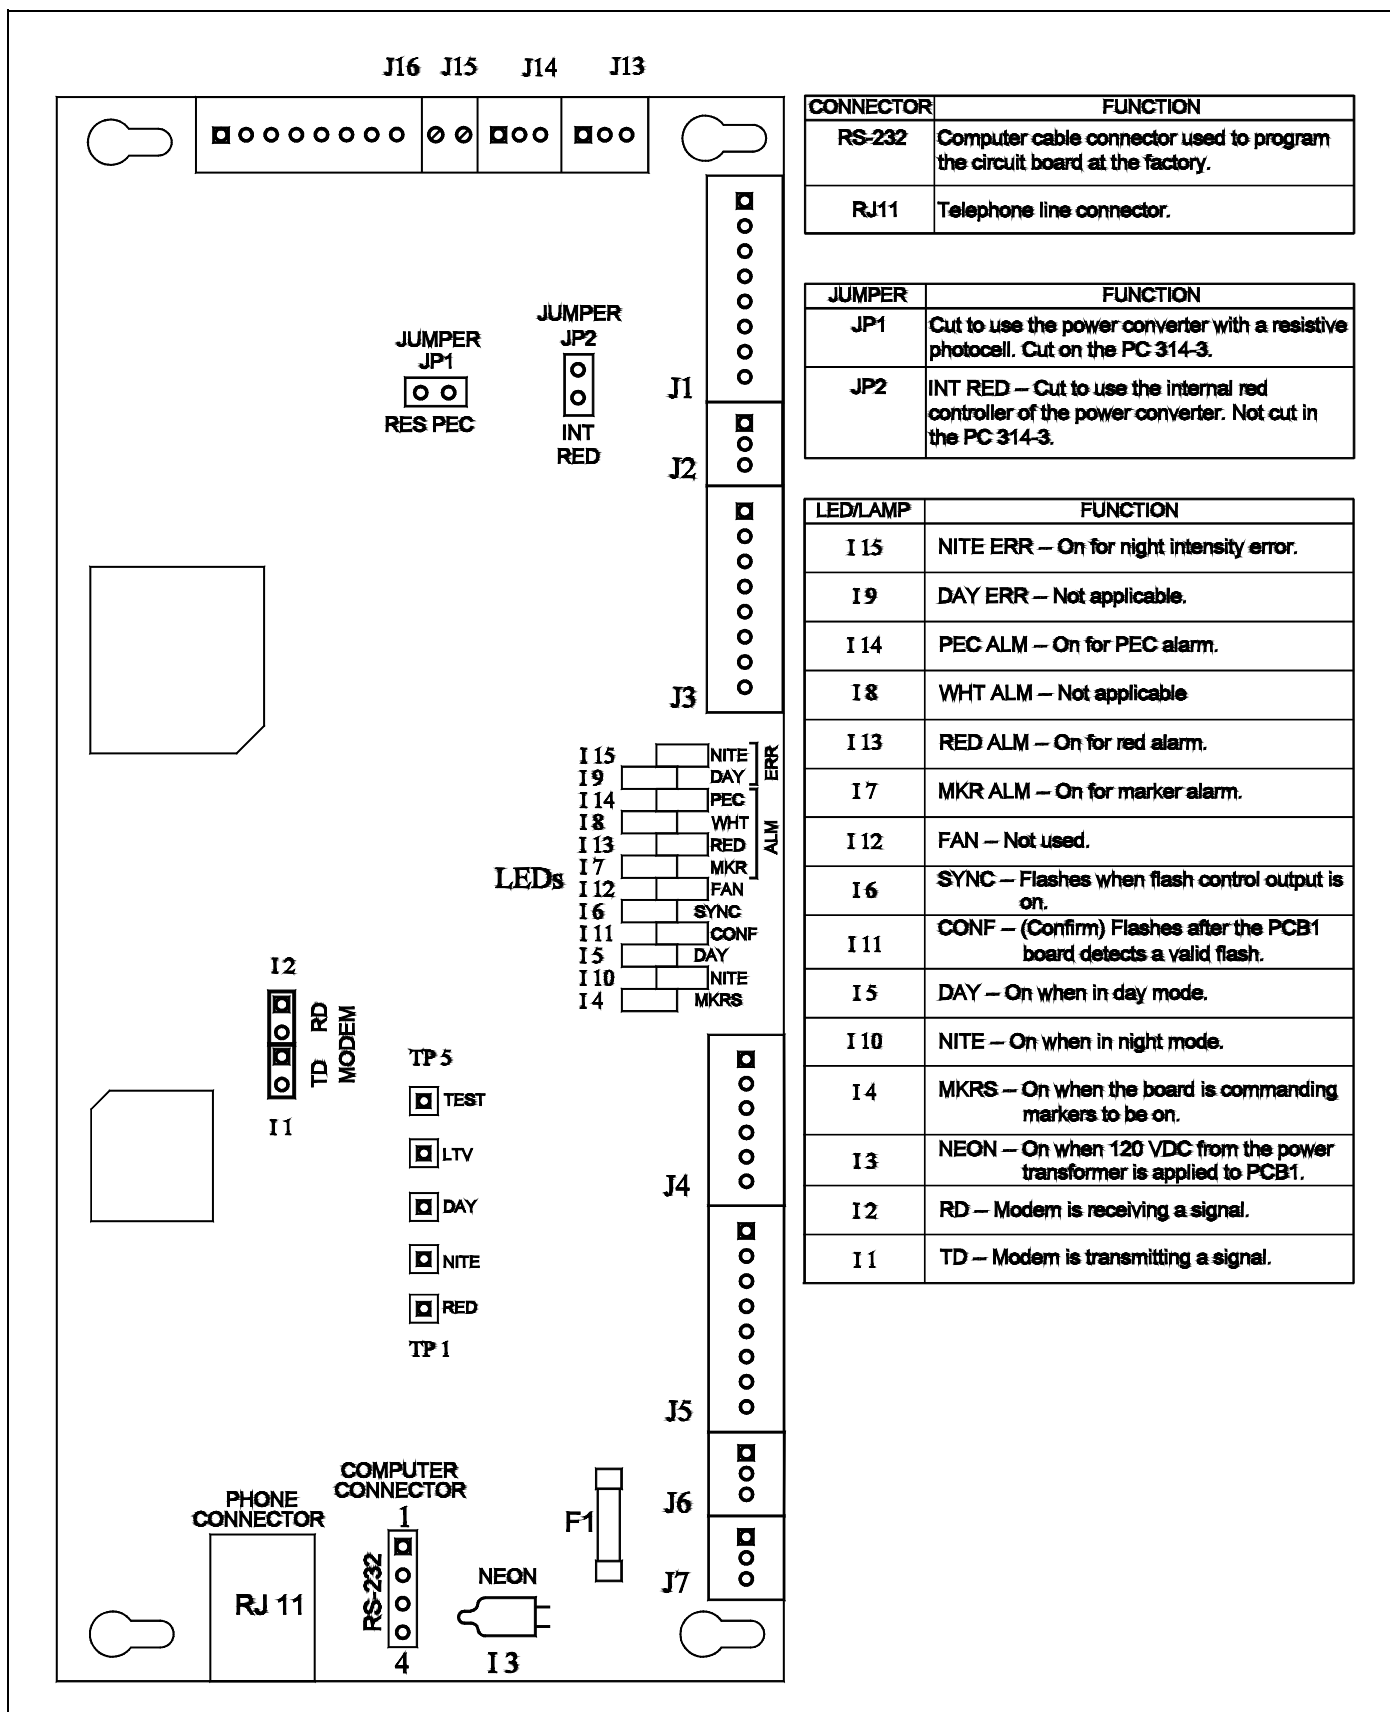 J16 J15 J14 J13
JUMPER
JP1
RES PEC
JUMPER
JP2
INT
RED
J1
J2
J3
LEDs
I 15 NITE
I 9 DAY
ERR
I 14 PEC
I 8 WHT
I 13 RED
I 7 MKR
ALM
I 12 FAN
I 6 SYNC
I 11 CONF
I 5 DAY
I 10 NITE
I 4 MKRS
I 2
RD
TD
MODEM
I 1
TP 5
TEST
LTV
DAY
NITE
RED
TP 1
J4
J5
J6
J7
PHONE
CONNECTOR
RJ 11
COMPUTER
CONNECTOR
1
RS-232
4
NEON
I 3
F1
CONNECTOR FUNCTION
RS-232 Computer cable connector used to program
the circuit board at the factory.
RJ11 Telephone line connector.
JUMPER FUNCTION
JP1 Cut to use the power converter with a resistive
photocell. Cut on the PC 314-3.
JP2 INT RED – Cut to use the internal red
controller of the power converter. Not cut in
the PC 314-3.
LED/LAMP FUNCTION
I 15 NITE ERR – On for night intensity error.
I 9 DAY ERR – Not applicable.
I 14 PEC ALM – On for PEC alarm.
I 8 WHT ALM – Not applicable
I 13 RED ALM – On for red alarm.
I 7 MKR ALM – On for marker alarm.
I 12 FAN – Not used.
I 6 SYNC – Flashes when flash control output is
on.
I 11 CONF – (Confirm) Flashes after the PCB1
board detects a valid flash.
I 5 DAY – On when in day mode.
I 10 NITE – On when in night mode.
I 4 MKRS – On when the board is commanding
markers to be on.
I 3 NEON – On when 120 VDC from the power
transformer is applied to PCB1.
I 2 RD – Modem is receiving a signal.
I 1 TD – Modem is transmitting a signal.